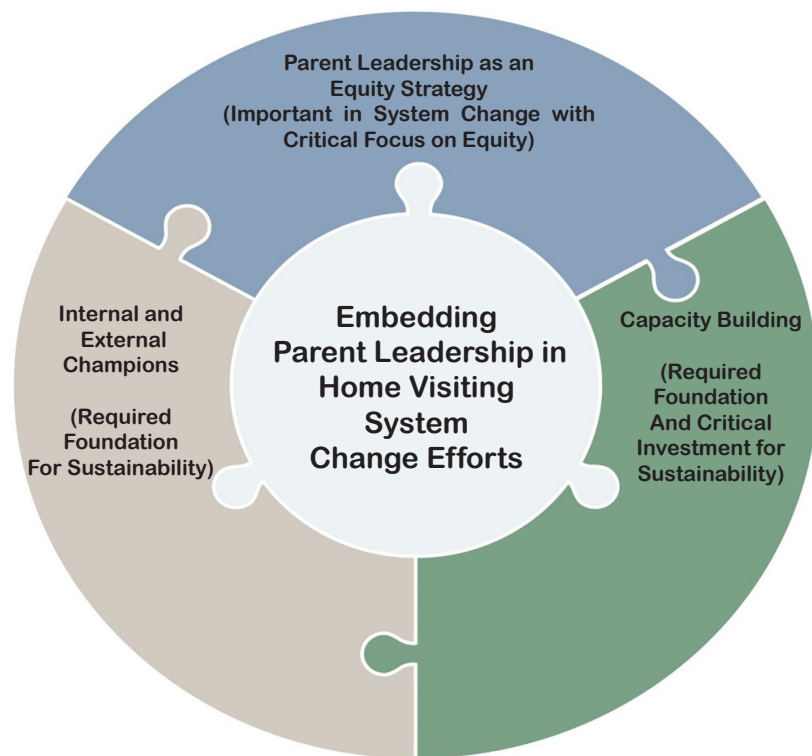 Parent Leadership as an
Equity Strategy
(Important in System Change with
Critical Focus on Equity)
Internal and
External
Champions
(Required
Foundation
For Sustainability)
Embedding
Parent Leadership in
Home Visiting
System
Change Efforts
Capacity Building
(Required
Foundation
And Critical
Investment for
Sustainability)